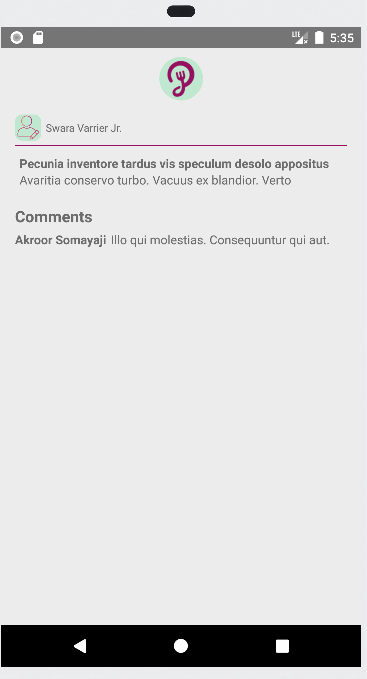 LTE 5:35
Swara Varrier Jr.
Pecunia inventore tardus vis speculum desolo appositus
Avaritia conservo turbo. Vacuus ex blandior. Verto
Comments
Akroor Somayaji Illo qui molestias. Consequuntur qui aut.